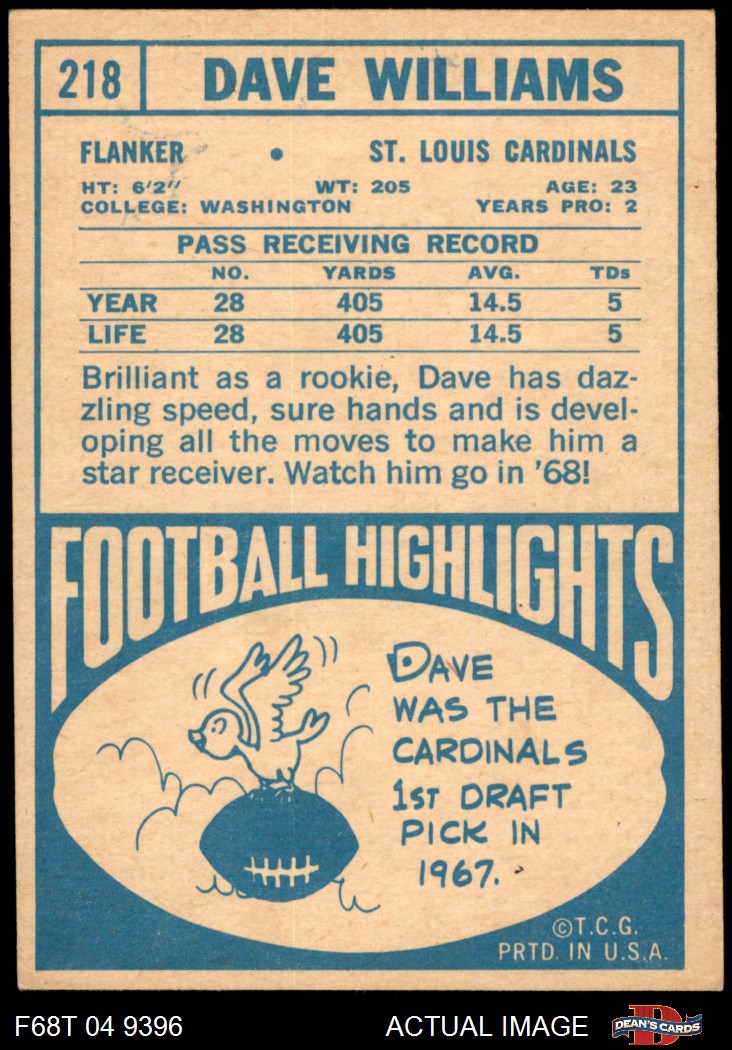 218 DAVE WILLIAMS
FLANKER • ST. LOUIS CARDINALS
HT: 6'2" WT: 205 AGE: 23
COLLEGE: WASHINGTON YEARS PRO: 2
PASS RECEIVING RECORD
NO. YARDS AVG. TDs
YEAR 28 405 14.5 5
LIFE 28 405 14.5 5
Brilliant as a rookie, Dave has daz-
zling speed, sure hands and is devel-
oping all the moves to make him a
star receiver. Watch him go in '68!
FOOTBALL HIGHLIGHTS
DAVE
WAS THE
CARDINALS
1ST DRAFT
PICK IN
1967.
©T.C.G.
PRTD. IN U.S.A.
F68T 04 9396 ACTUAL IMAGE D DEAN'S CARDS